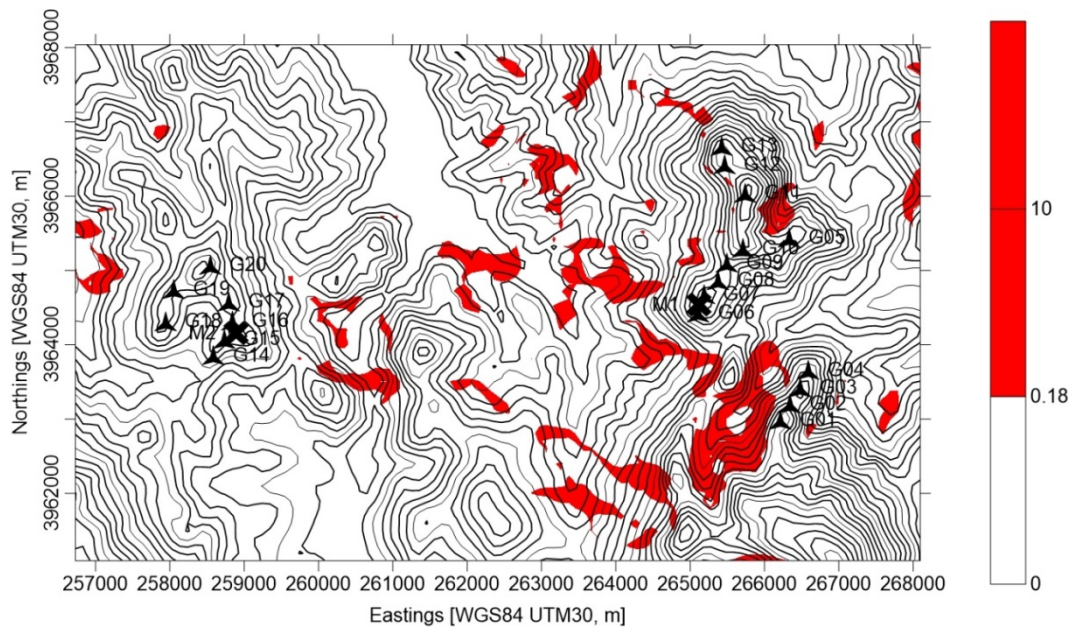 3968000
3966000
3964000
3962000
Northings [WGS84 UTM30, m]
G13
G12
G11
G05
G10
G09
G08
G07
M1
G06
G20
G19
G17
G18
G16
M2
G15
G14
G04
G03
G02
G01
257000 258000 259000 260000 261000 262000 263000 264000 265000 266000 267000 268000
Eastings [WGS84 UTM30, m]
10
0.18
0